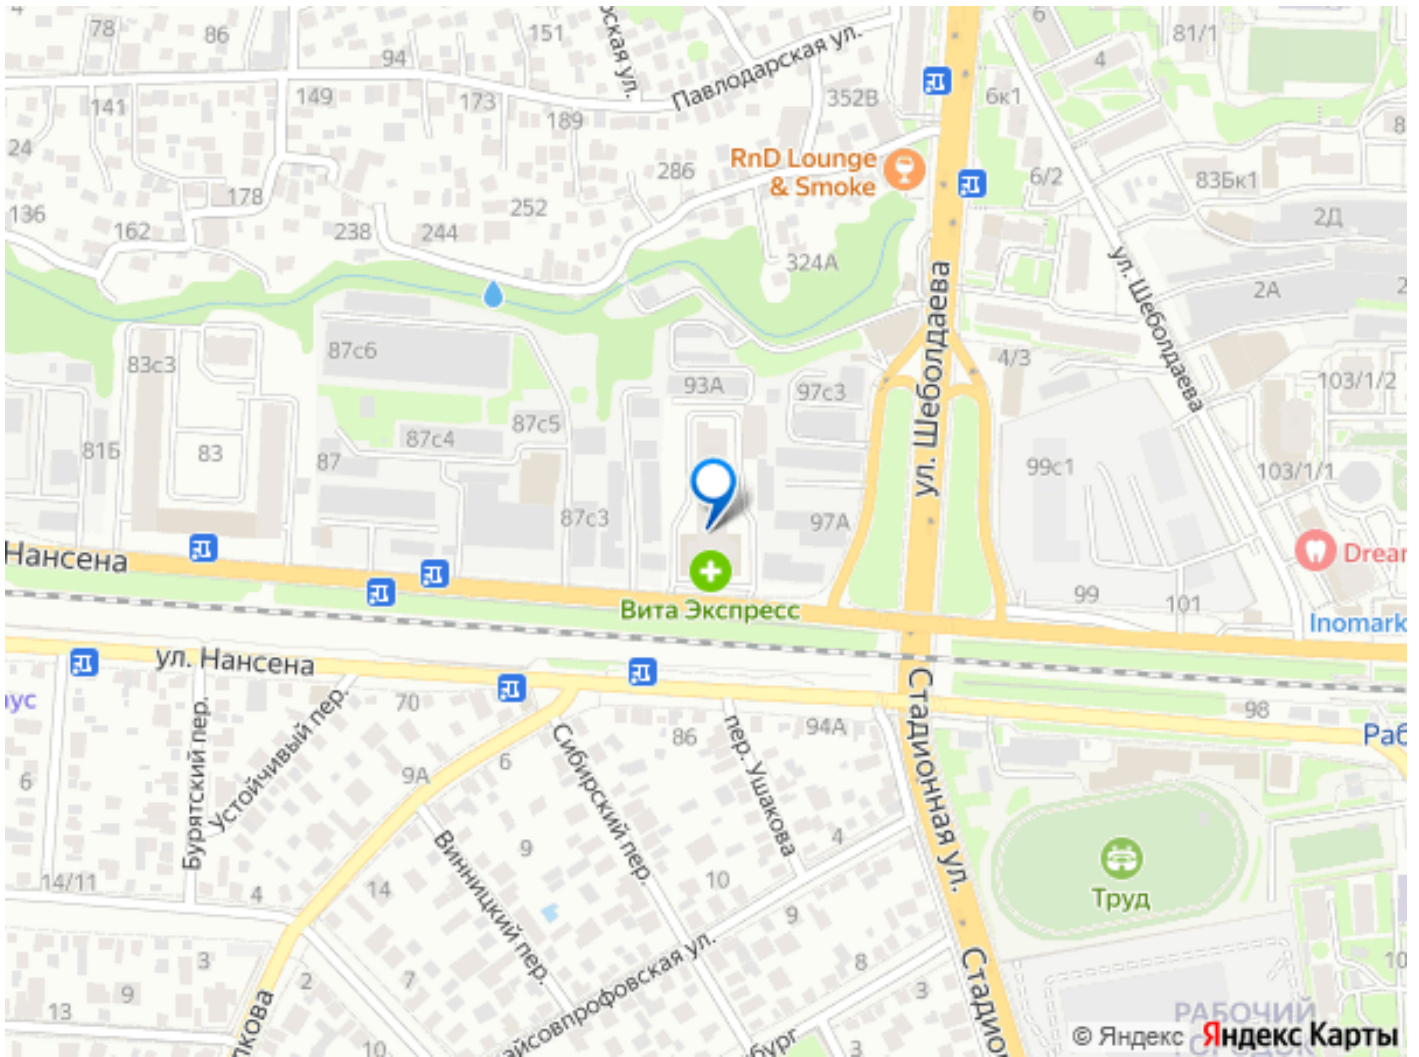 78
86
151
94
Павлодарская ул.
352В
6к1
6
4
81/1
141
149
173
189
24
RnD Lounge
& Smoke
286
6/2
83Бк1
178
136
162
238
244
252
2Д
324А
2А
ул. Шеболдаева
ул. Шеболдаева
83с3
87с6
93А
97с3
4/3
103/1/2
81Б
83
87
87с4
87с5
99с1
103/1/1
87с3
97А
Нансена
Вита Экспресс
99
101
Inomark
ул. Нансена
70
Бурятский пер.
Устойчивый пер.
6
9А
6
Сибирский пер.
86
пер. Ушакова
94А
Стадионная ул.
98
Винницкий пер.
9
4
Труд
14/11
4
14
10
9
3
9
13
2
7
8
3
3
10
РАБОЧИЙ
© Яндекс Яндекс Карты